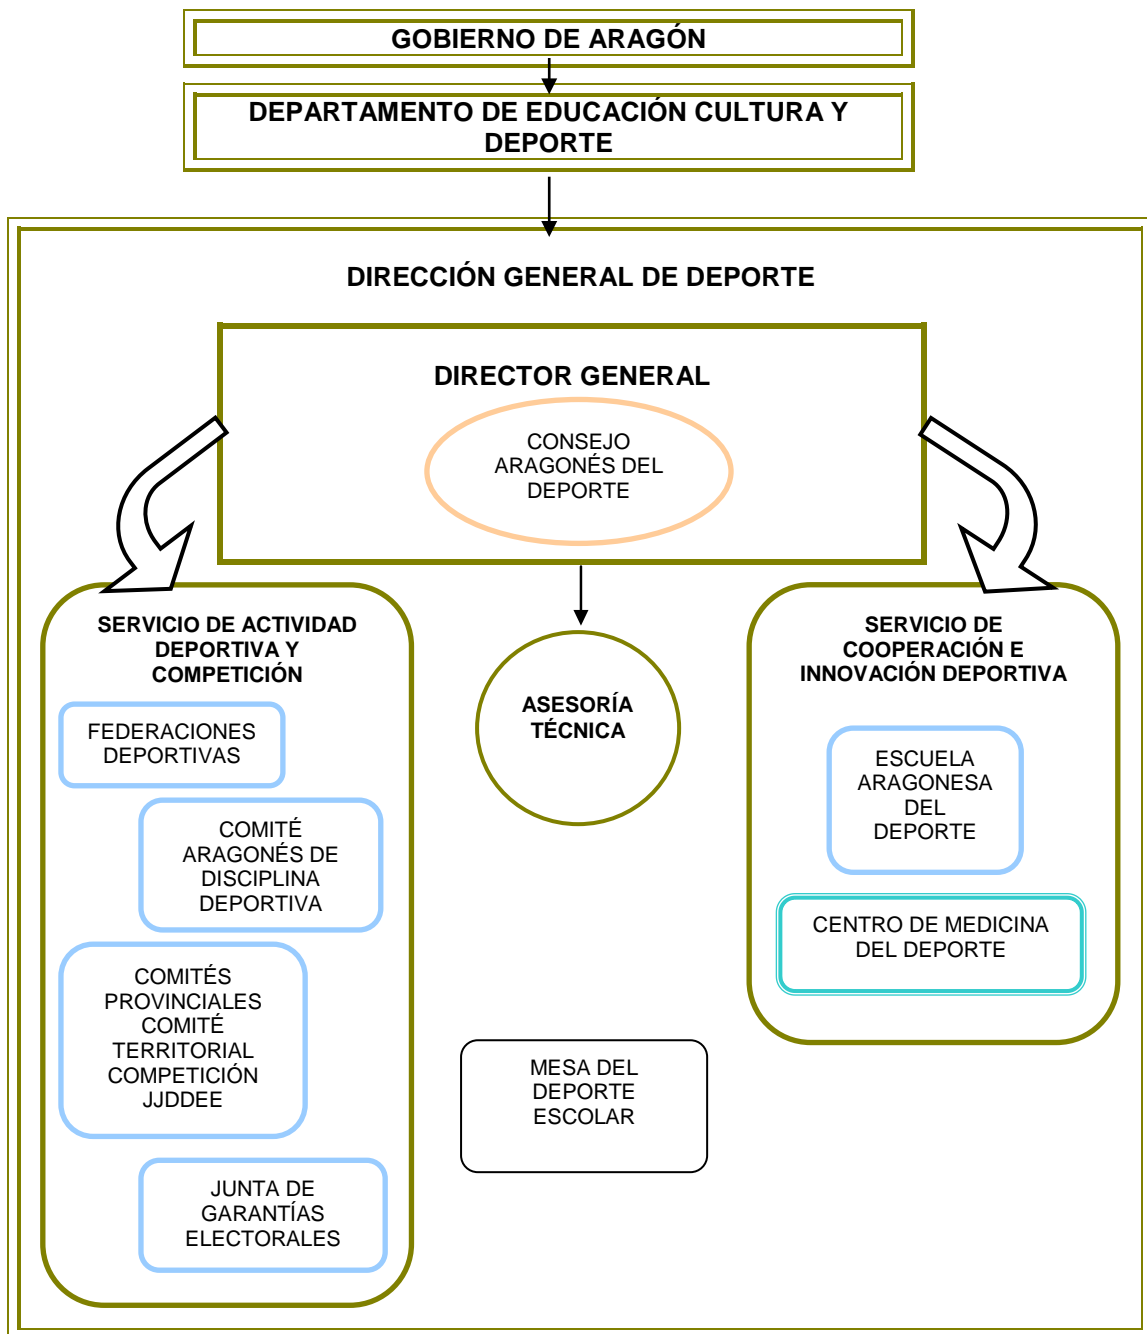 GOBIERNO DE ARAGÓN
DEPARTAMENTO DE EDUCACIÓN CULTURA Y
DEPORTE
DIRECCIÓN GENERAL DE DEPORTE
DIRECTOR GENERAL
CONSEJO
ARAGONÉS DEL
DEPORTE
SERVICIO DE ACTIVIDAD
DEPORTIVA Y
COMPETICIÓN
FEDERACIONES
DEPORTIVAS
COMITÉ
ARAGONÉS DE
DISCIPLINA
DEPORTIVA
COMITÉS
PROVINCIALES
COMITÉ
TERRITORIAL
COMPETICIÓN
JJDDEE
JUNTA DE
GARANTÍAS
ELECTORALES
ASESORÍA
TÉCNICA
MESA DEL
DEPORTE
ESCOLAR
SERVICIO DE
COOPERACIÓN E
INNOVACIÓN DEPORTIVA
ESCUELA
ARAGONESA
DEL
DEPORTE
CENTRO DE MEDICINA
DEL DEPORTE